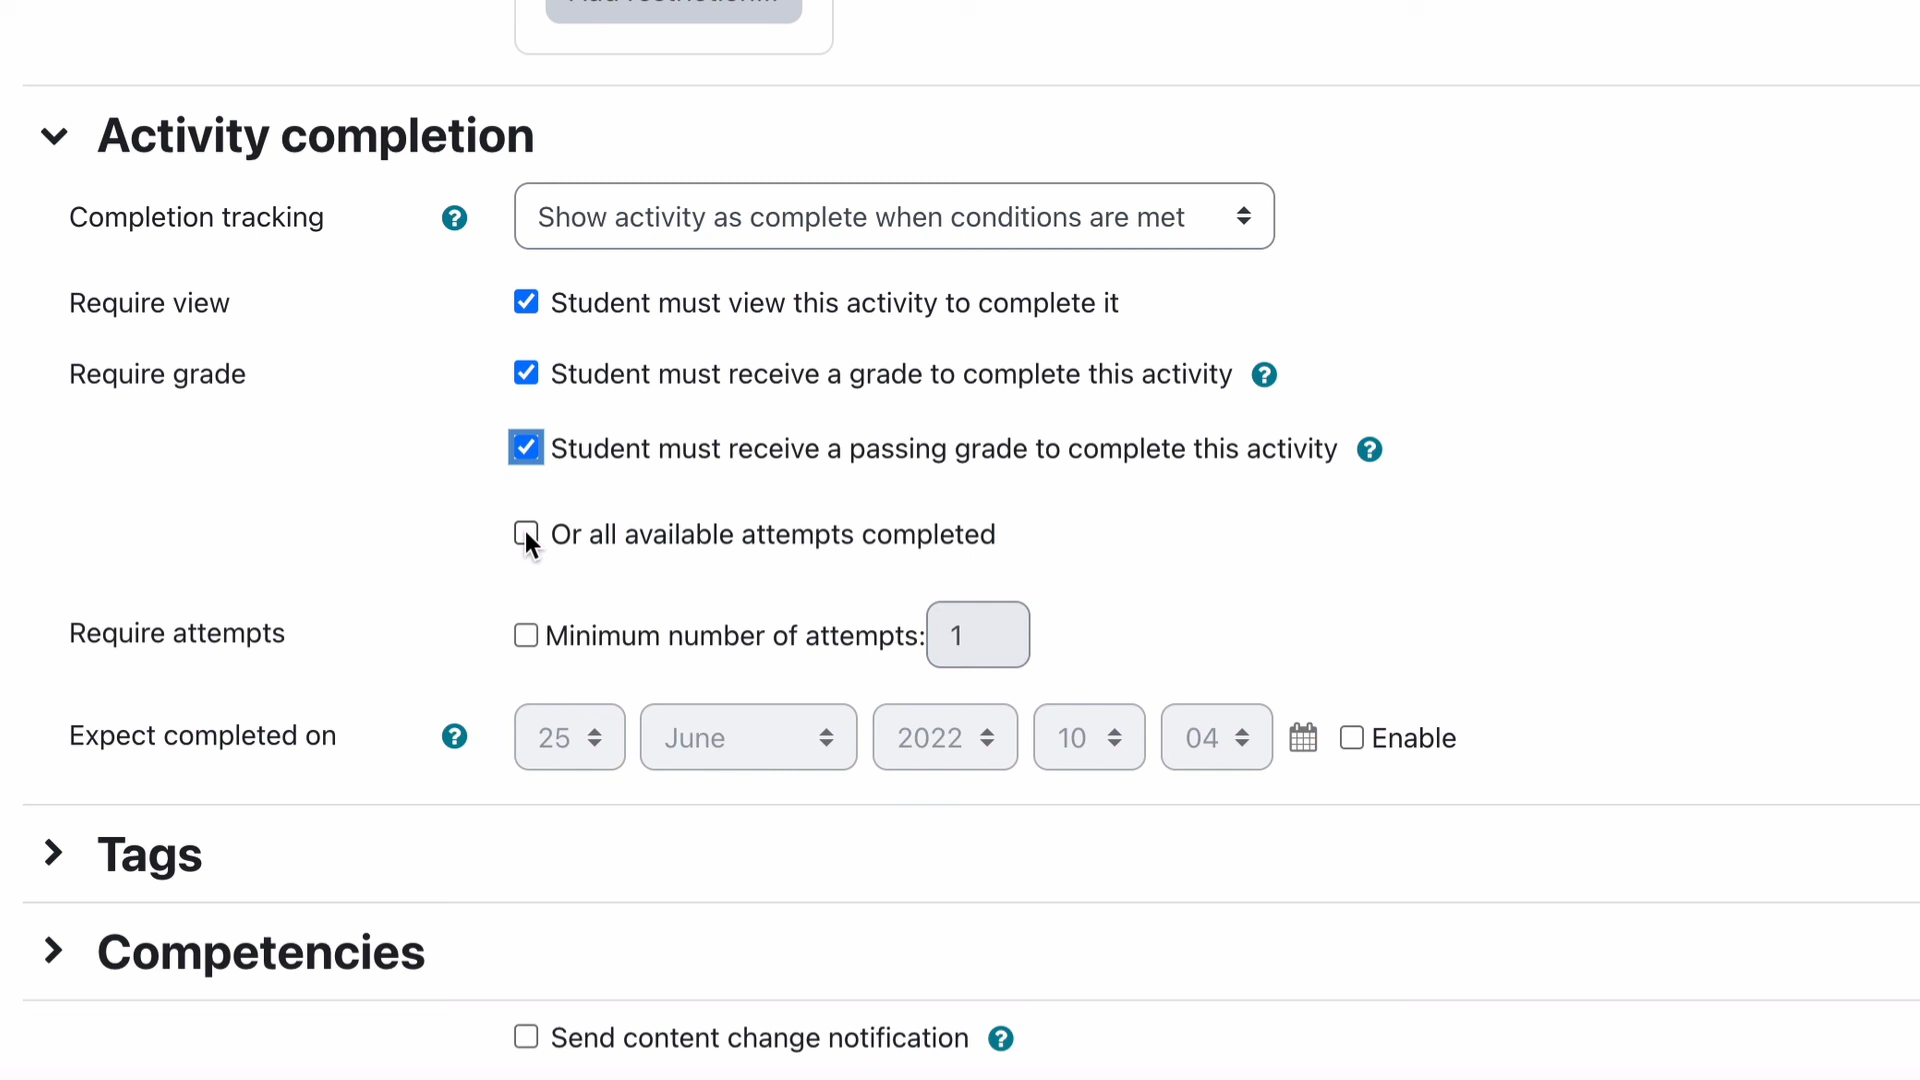 Activity completion
Completion tracking ? Show activity as complete when conditions are met
Require view Student must view this activity to complete it
Require grade Student must receive a grade to complete this activity ?
Student must receive a passing grade to complete this activity ?
Or all available attempts completed
Require attempts Minimum number of attempts: 1
Expect completed on ? 25 June 2022 10 04 Enable
Tags
Competencies
Send content change notification ?